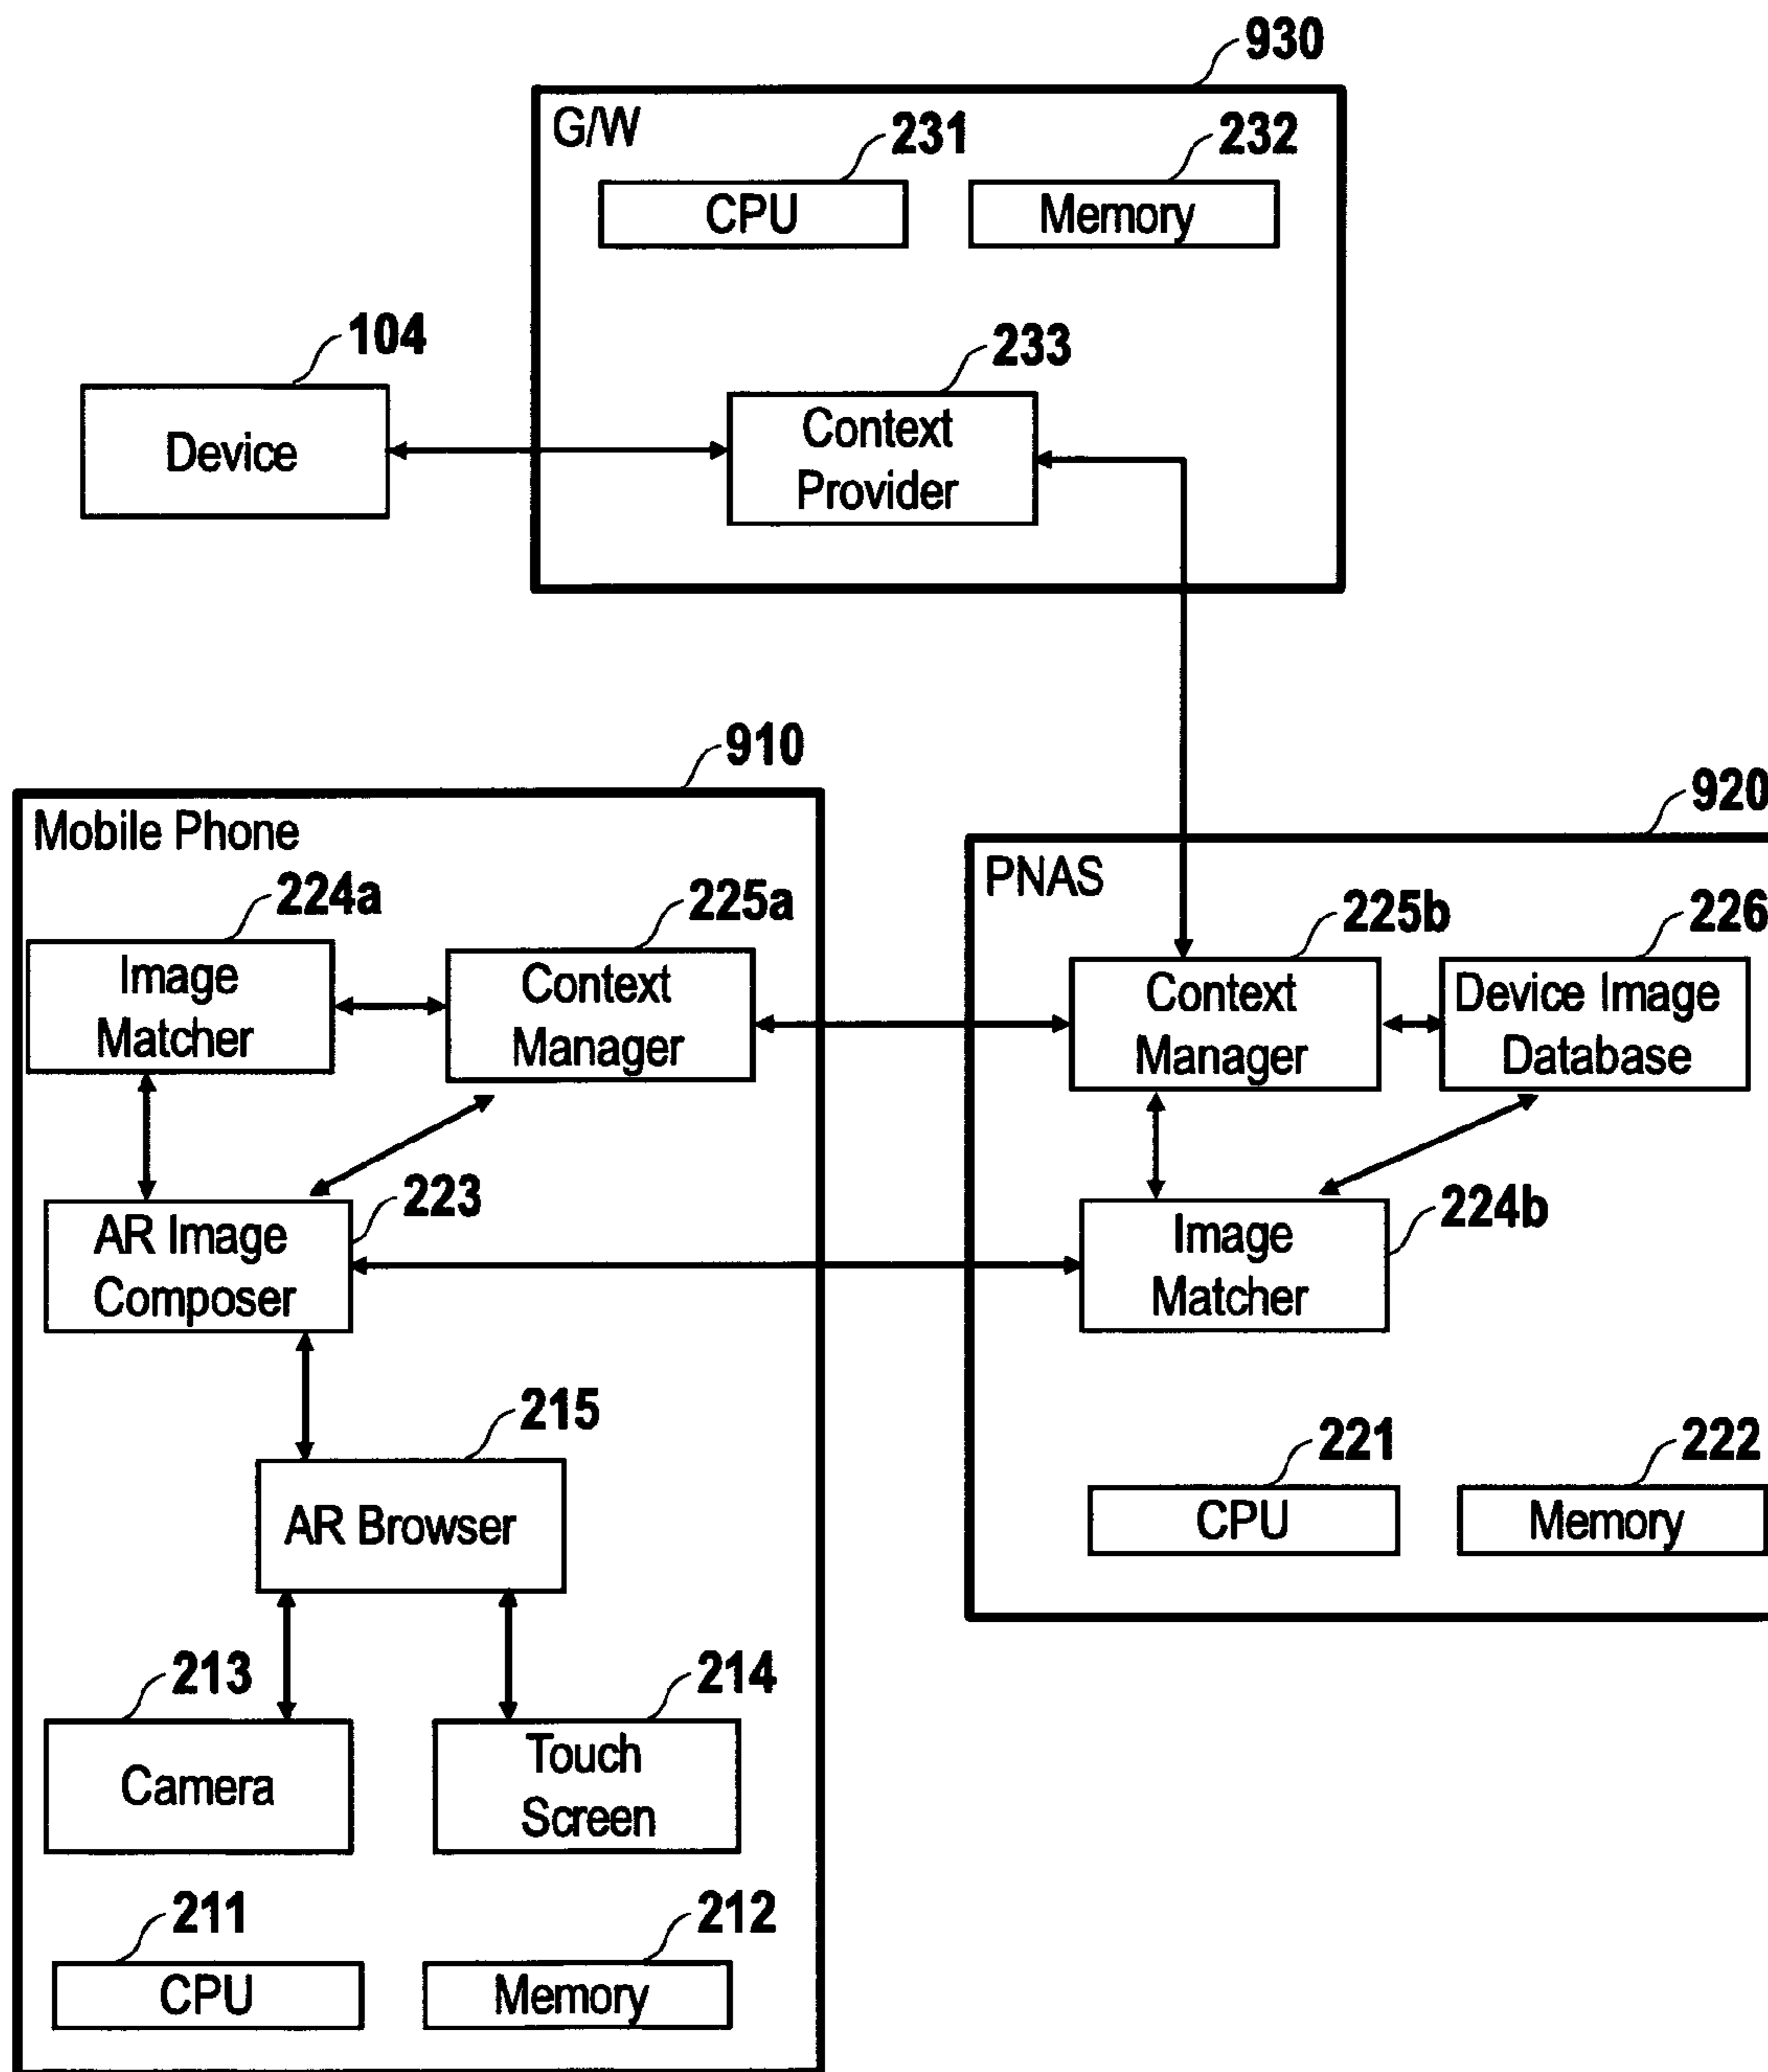 930
G/W
231
232
CPU
Memory
104
233
Device
Context
Provider
910
920
Mobile Phone
PNAS
224a
225a
225b
226
Image
Matcher
Context
Manager
Context
Manager
Device Image
Database
223
224b
AR Image
Composer
Image
Matcher
215
221
222
AR Browser
CPU
Memory
213
214
Camera
Touch
Screen
211
212
CPU
Memory